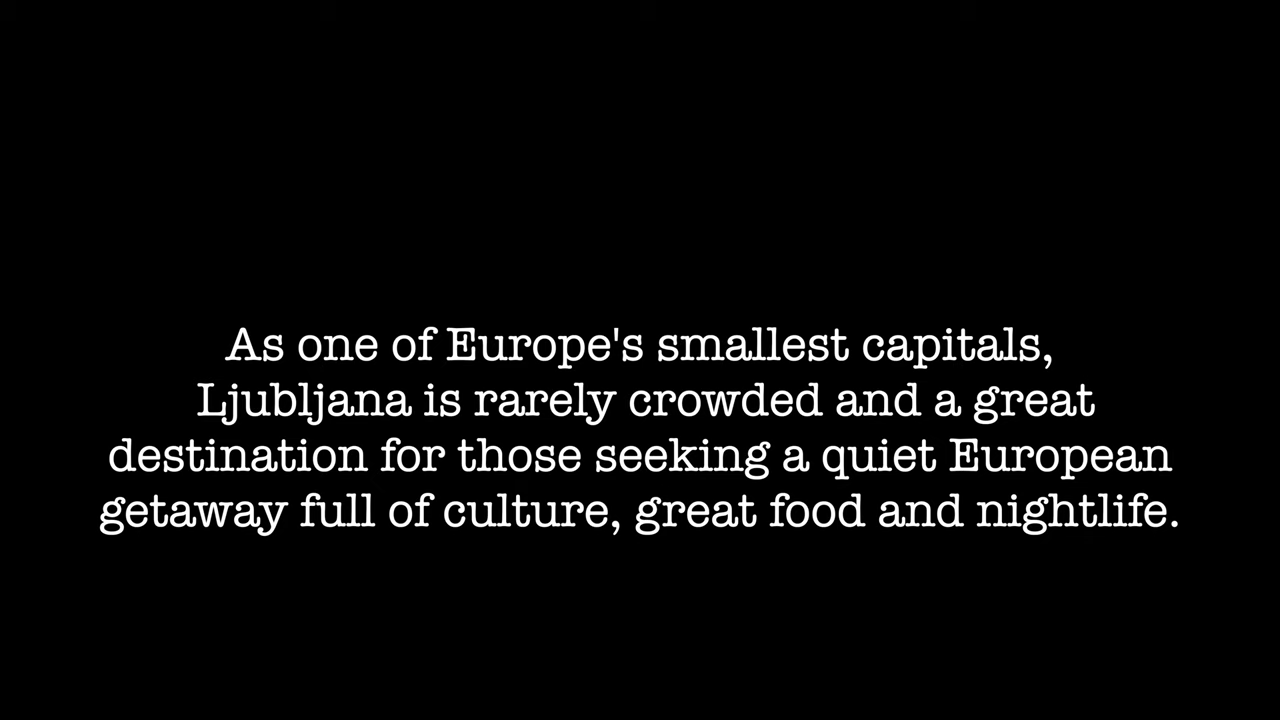 As one of Europe's smallest capitals,
Ljubljana is rarely crowded and a great
destination for those seeking a quiet European
getaway full of culture, great food and nightlife.